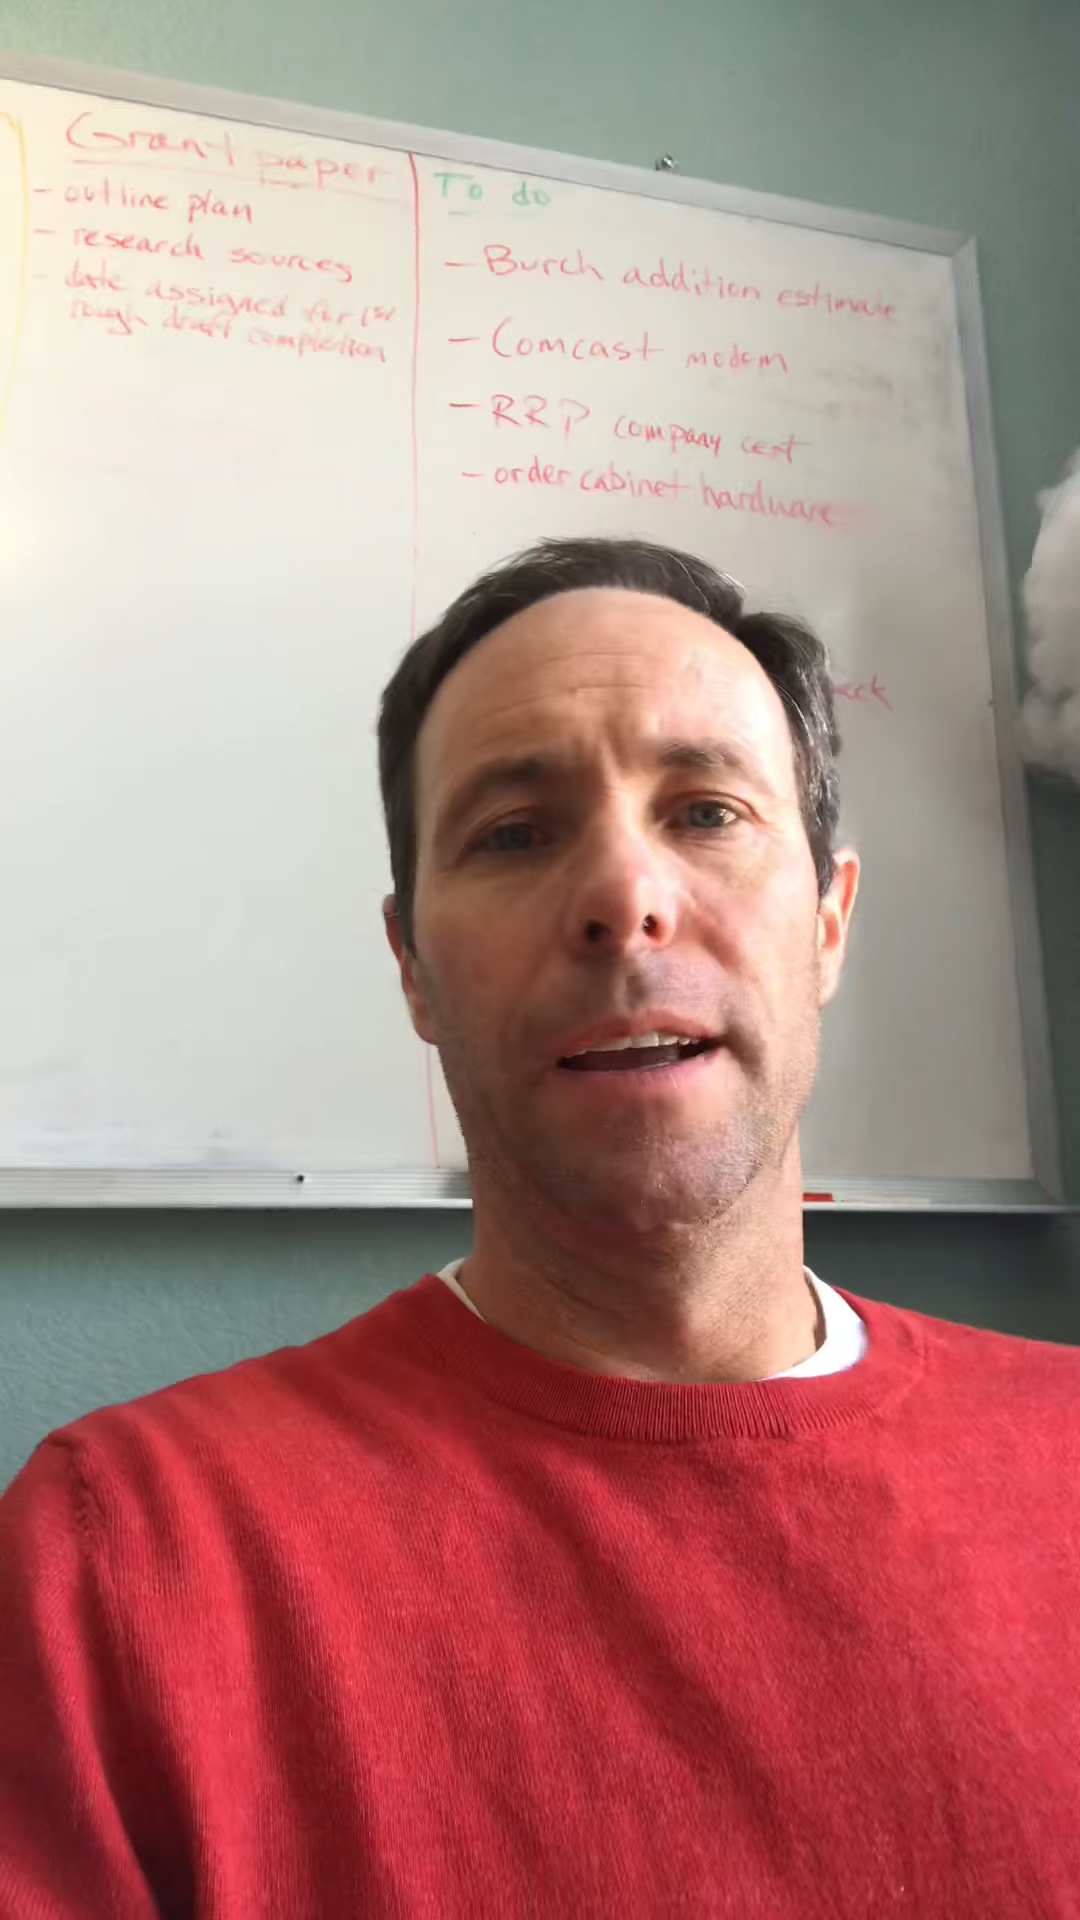 Grant paper
- outline plan
- research sources
- date assigned for 1st
rough draft completion
To do
- Burch addition estimate
- Comcast modem
- RRP company cert
- order cabinet hardware